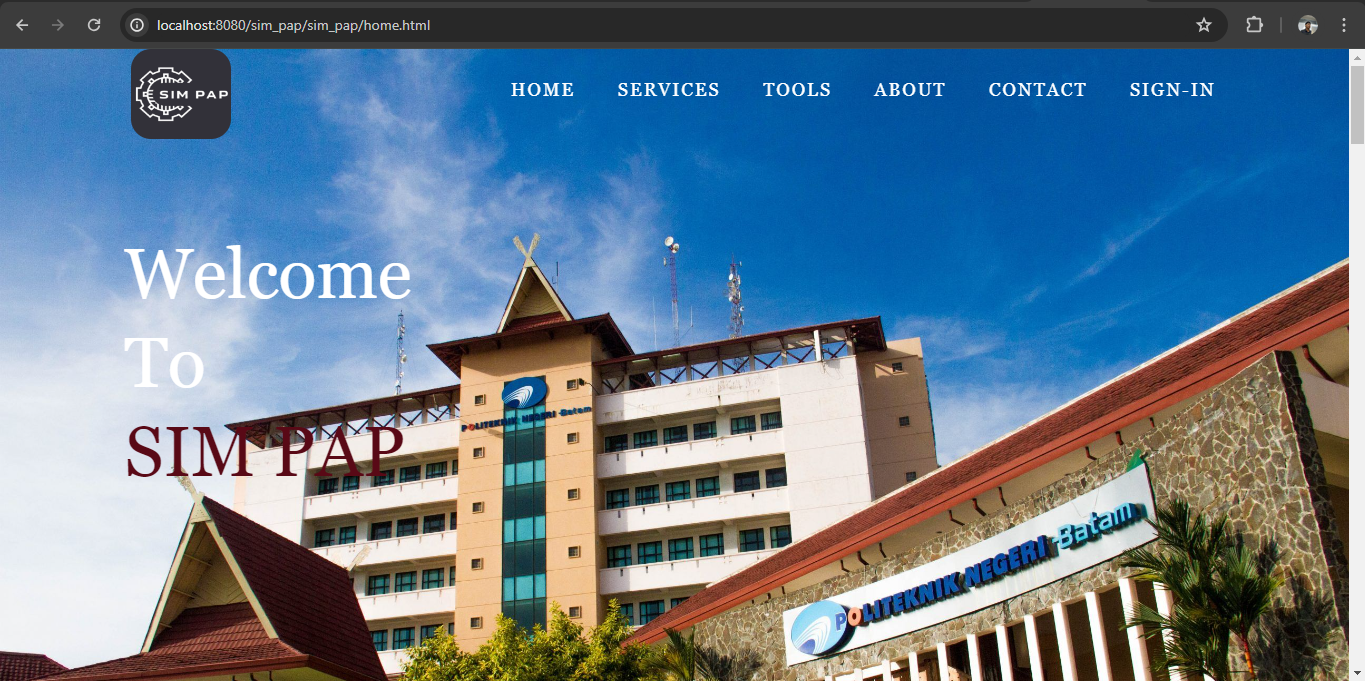 localhost:8080/sim_pap/sim_pap/home.html
SIM PAP
HOME SERVICES TOOLS ABOUT CONTACT SIGN-IN
Welcome
To
SIM PAP
POLITEKNIK NEGERI -Batam
POLITEKNIK NEGERI -Batam